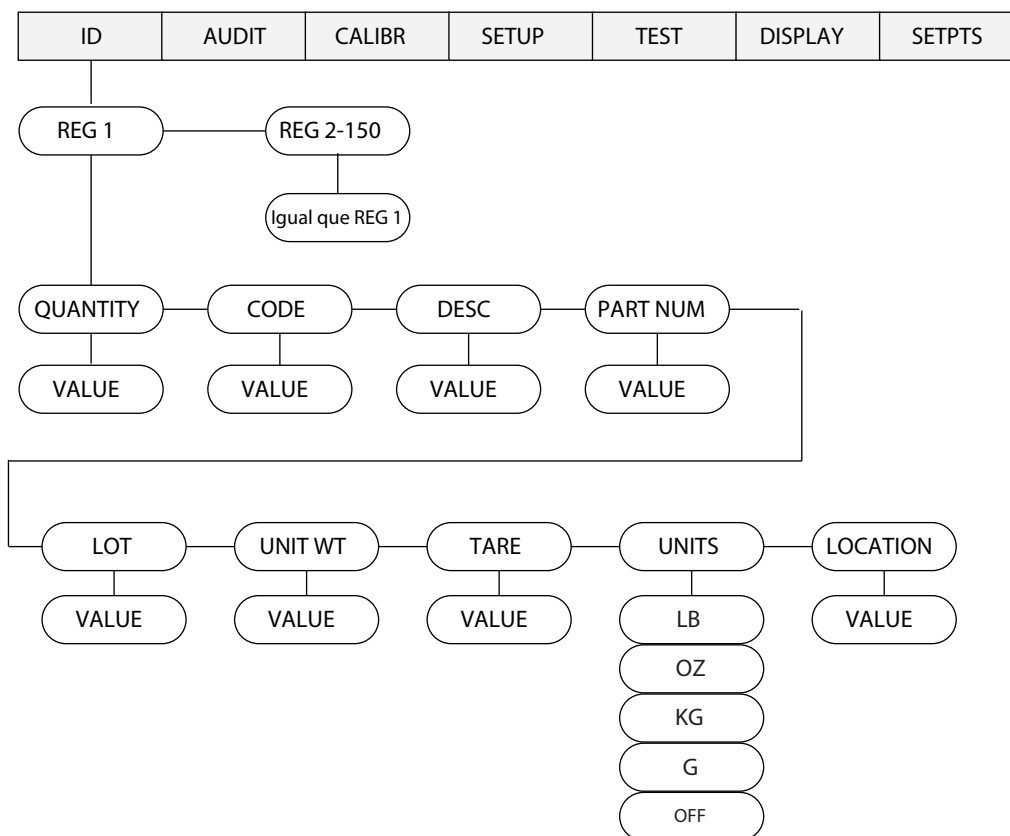 ID AUDIT CALIBR SETUP TEST DISPLAY SETPTS
REG 1 REG 2-150
Igual que REG 1
QUANTITY CODE DESC PART NUM
VALUE VALUE VALUE VALUE
LOT UNIT WT TARE UNITS LOCATION
VALUE VALUE VALUE LB VALUE
OZ
KG
G
OFF